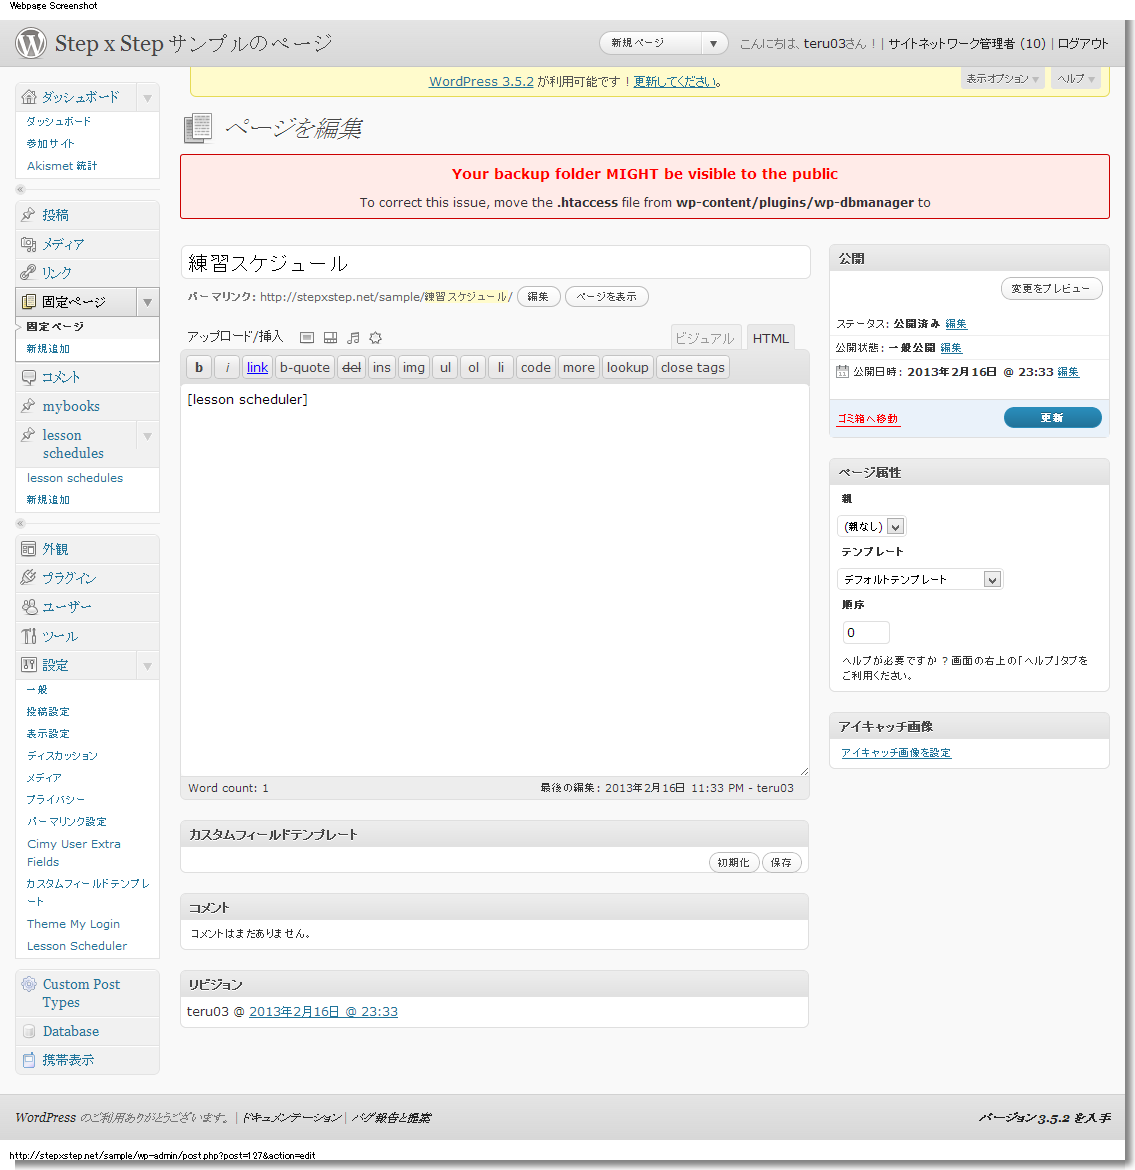 Webpage Screenshot
Step x Step サンプルのページ
新規ページ
こんにちは、teru03さん！ | サイトネットワーク管理者 (10) | ログアウト
WordPress 3.5.2 が利用可能です ! 更新してください。
表示オプション
ヘルプ
ダッシュボード
ダッシュボード
参加サイト
Akismet 統計
投稿
メディア
リンク
固定ページ
固定ページ
新規追加
コメント
mybooks
lesson
schedules
lesson schedules
新規追加
外観
プラグイン
ユーザー
ツール
設定
一般
投稿設定
表示設定
ディスカッション
メディア
プライバシー
パーマリンク設定
Cimy User Extra
Fields
カスタムフィールドテンプレ
ート
Theme My Login
Lesson Scheduler
Custom Post
Types
Database
携帯表示
ページを編集
Your backup folder MIGHT be visible to the public
To correct this issue, move the .htaccess file from wp-content/plugins/wp-dbmanager to
練習スケジュール
パーマリンク: http://stepxstep.net/sample/練習スケジュール/ 編集 ページを表示
アップロード/挿入
ビジュアル
HTML
b i link b-quote del ins img ul ol li code more lookup close tags
[lesson scheduler]
Word count: 1
最後の編集: 2013年2月16日 11:33 PM - teru03
カスタムフィールドテンプレート
初期化 保存
コメント
コメントはまだありません。
リビジョン
teru03 @ 2013年2月16日 @ 23:33
公開
変更をプレビュー
ステータス: 公開済み 編集
公開状態: 一般公開 編集
公開日時: 2013年2月16日 @ 23:33 編集
ゴミ箱へ移動
更新
ページ属性
親
(親なし)
テンプレート
デフォルトテンプレート
順序
0
ヘルプが必要ですか ? 画面の右上の「ヘルプ」タブを
ご利用ください。
アイキャッチ画像
アイキャッチ画像を設定
WordPress のご利用ありがとうございます。 | ドキュメンテーション | バグ報告と提案
バージョン 3.5.2 を入手
http://stepxstep.net/sample/wp-admin/post.php?post=127&action=edit